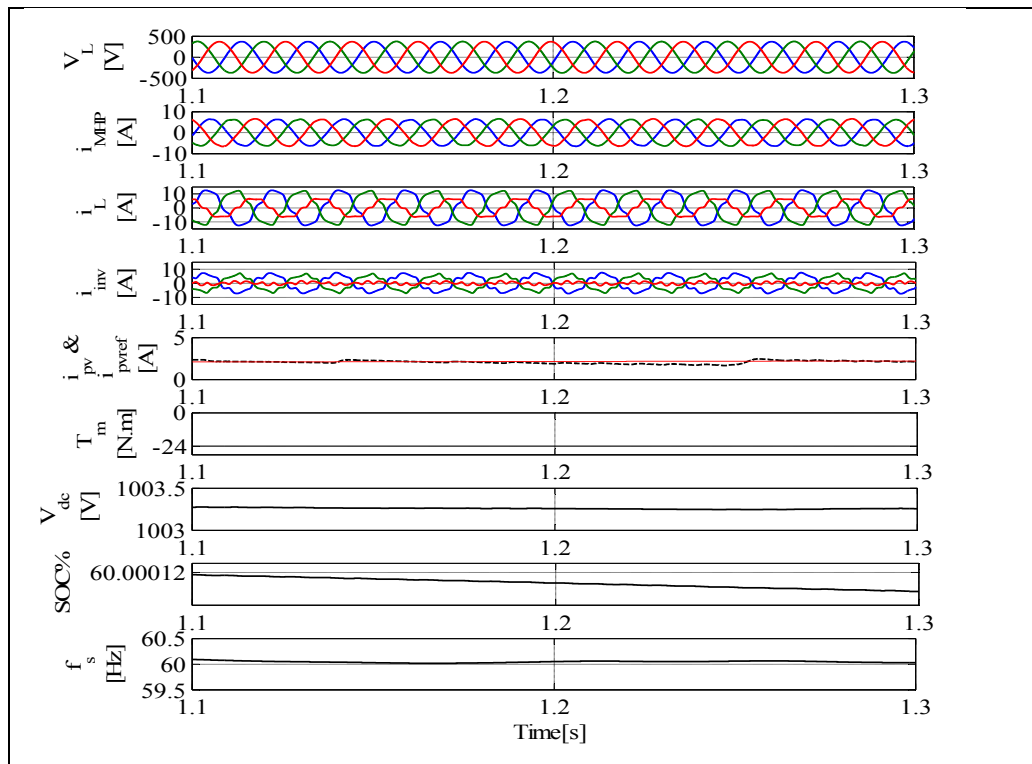 V_L
[V]
500
0
-500
1.1
1.2
1.3
i_MHP
[A]
10
0
-10
1.1
1.2
1.3
i_L
[A]
10
0
-10
1.1
1.2
1.3
i_inv
[A]
10
0
-10
1.1
1.2
1.3
i_pv &
i_pvref
[A]
5
0
1.1
1.2
1.3
T_m
[N.m]
0
-24
1.1
1.2
1.3
V_dc
[V]
1003.5
1003
1.1
1.2
1.3
SOC%
60.00012
1.1
1.2
1.3
f_s
[Hz]
60.5
60
59.5
1.1
1.2
1.3
Time[s]